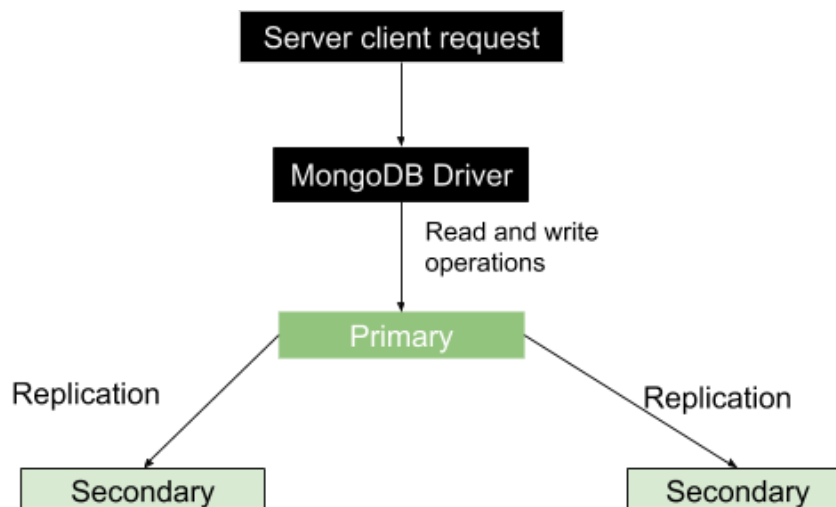 Server client request
MongoDB Driver
Read and write
operations
Primary
Replication
Replication
Secondary
Secondary